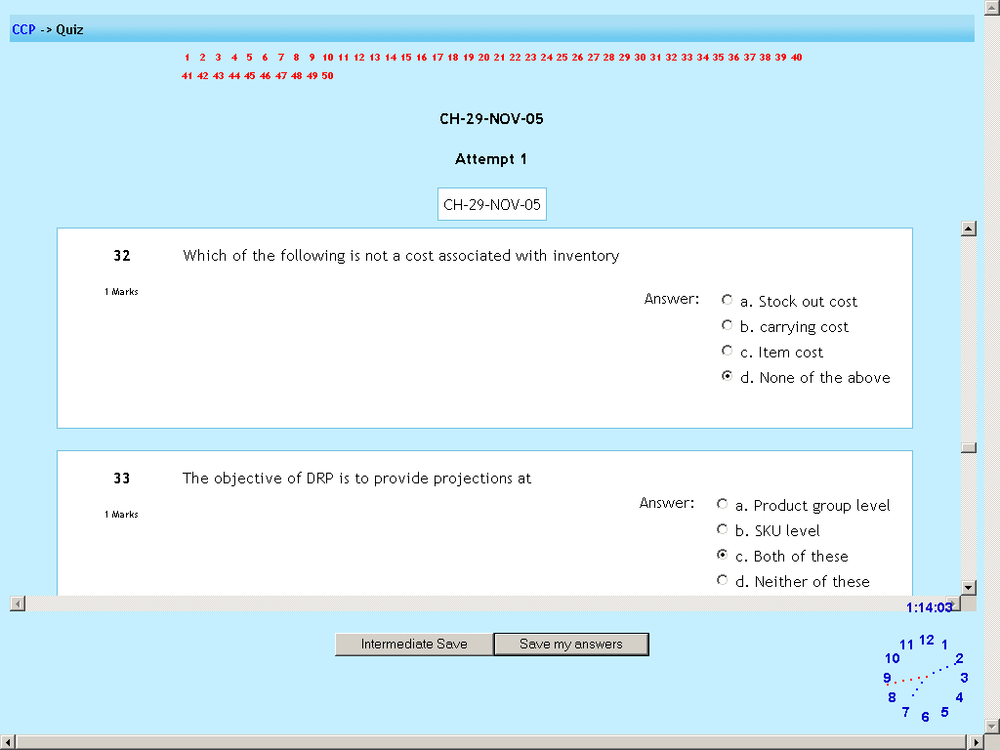 CCP -> Quiz
1 2 3 4 5 6 7 8 9 10 11 12 13 14 15 16 17 18 19 20 21 22 23 24 25 26 27 28 29 30 31 32 33 34 35 36 37 38 39 40
41 42 43 44 45 46 47 48 49 50
CH-29-NOV-05
Attempt 1
CH-29-NOV-05
32 Which of the following is not a cost associated with inventory
1 Marks
Answer: a. Stock out cost
b. carrying cost
c. Item cost
d. None of the above
33 The objective of DRP is to provide projections at
1 Marks
Answer: a. Product group level
b. SKU level
c. Both of these
d. Neither of these
1:14:03
Intermediate Save Save my answers
12
11 1
10 2
9 3
8 4
7 5
6